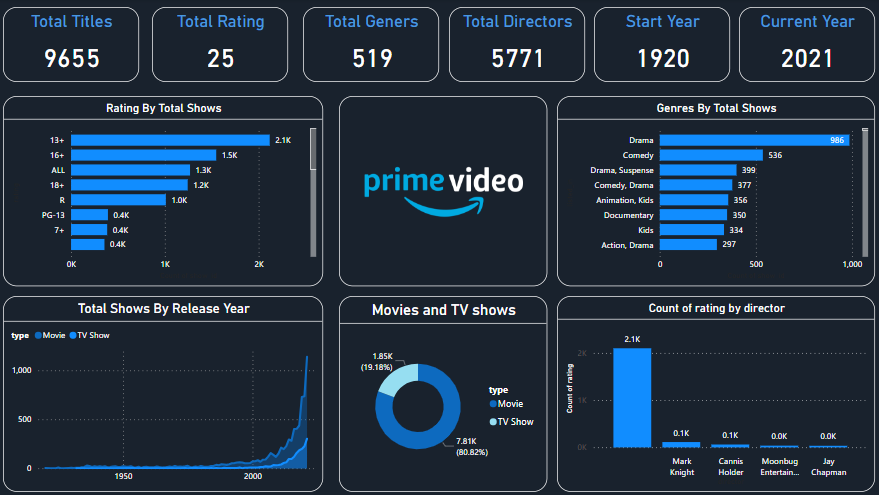 Total Titles
9655
Total Rating
25
Total Geners
519
Total Directors
5771
Start Year
1920
Current Year
2021
Rating By Total Shows
13+ 2.1K
16+ 1.5K
ALL 1.3K
18+ 1.2K
R 1.0K
PG-13 0.4K
7+ 0.4K
0.4K
0K 1K 2K
prime video
Genres By Total Shows
Drama 986
Comedy 536
Drama, Suspense 399
Comedy, Drama 377
Animation, Kids 356
Documentary 350
Kids 334
Action, Drama 297
0 500 1,000
Total Shows By Release Year
type Movie TV Show
1,000
500
0
1950 2000
Movies and TV shows
1.85K
(19.18%)
7.81K
(80.82%)
type
Movie
TV Show
Count of rating by director
Count of rating
2K
1K
0K
2.1K
0.1K
0.1K
0.0K
0.0K
Mark
Knight
Cannis
Holder
Moonbug
Entertain...
Jay
Chapman